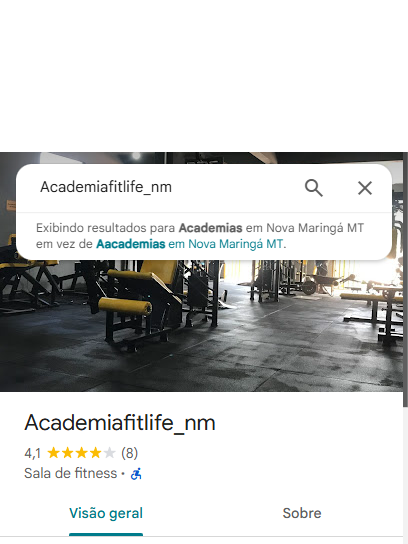 Academiafitlife_nm
Exibindo resultados para Academias em Nova Maringá MT
em vez de Aacademias em Nova Maringá MT.
Academiafitlife_nm
4,1 (8)
Sala de fitness ·
Visão geral
Sobre